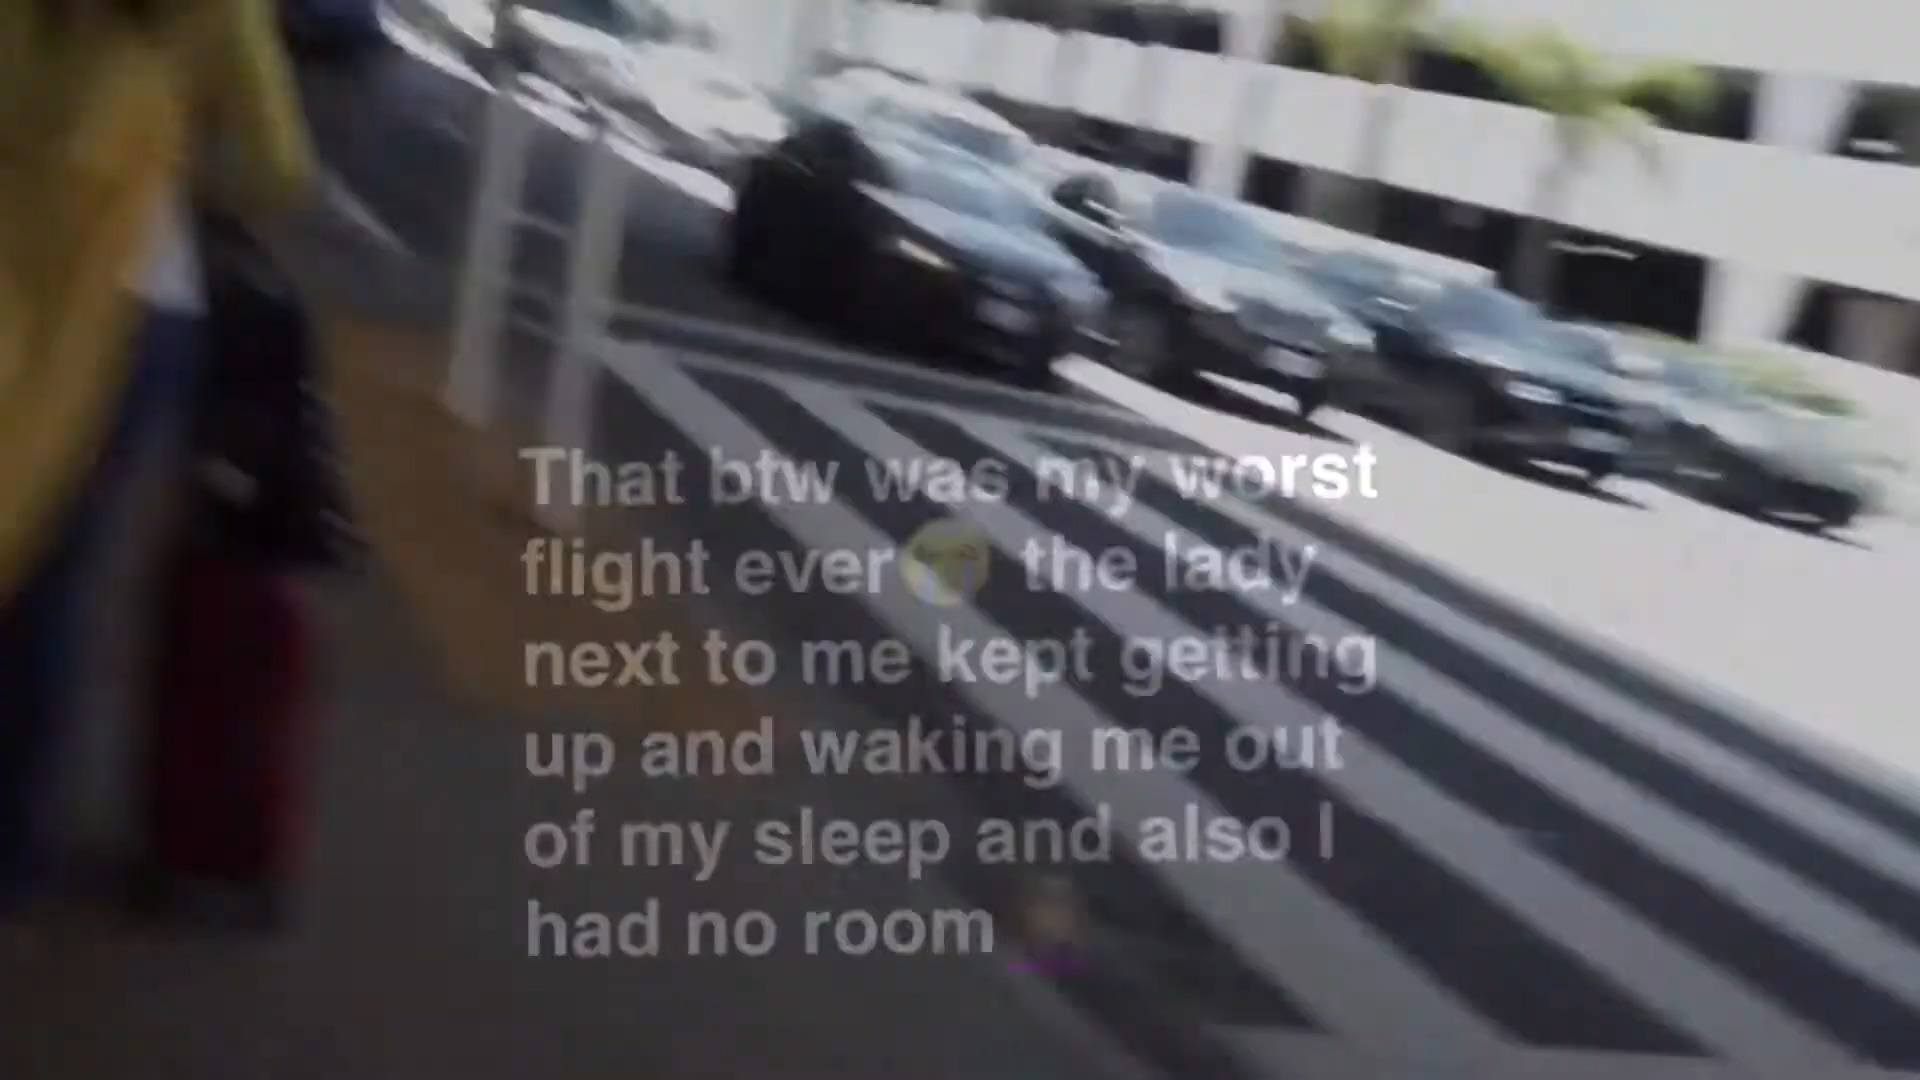 That btw was my worst
flight ever😭 the lady
next to me kept getting
up and waking me out
of my sleep and also I
had no room